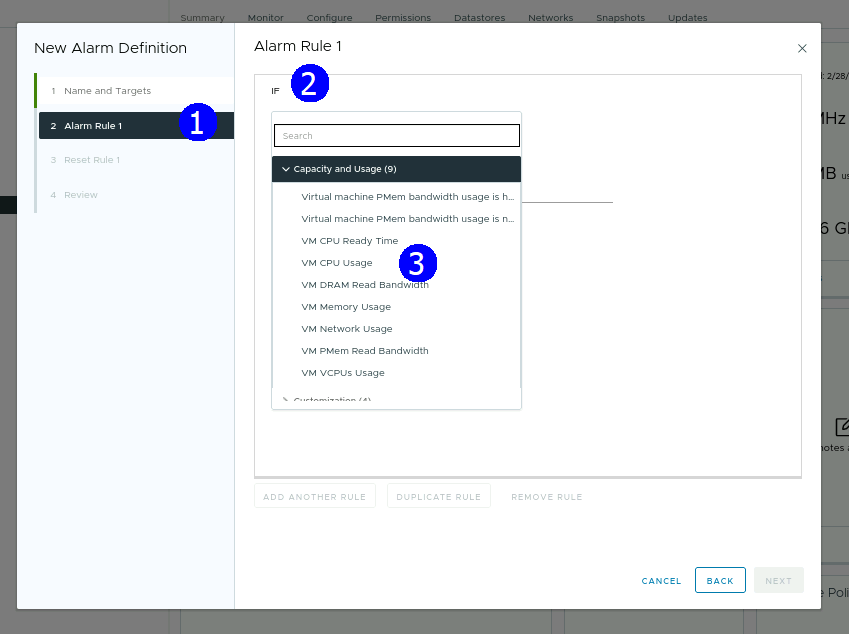 Summary Monitor Configure Permissions Datastores Networks Snapshots Updates
New Alarm Definition
1 Name and Targets
2 Alarm Rule 1
1
3 Reset Rule 1
4 Review
Alarm Rule 1
IF
2
Search
Capacity and Usage (9)
Virtual machine PMem bandwidth usage is h...
Virtual machine PMem bandwidth usage is n...
VM CPU Ready Time
VM CPU Usage
3
VM DRAM Read Bandwidth
VM Memory Usage
VM Network Usage
VM PMem Read Bandwidth
VM VCPUs Usage
Customization (4)
ADD ANOTHER RULE DUPLICATE RULE REMOVE RULE
CANCEL BACK NEXT
: 2/28/
MHz
MB us
6 G
notes a
e Poli